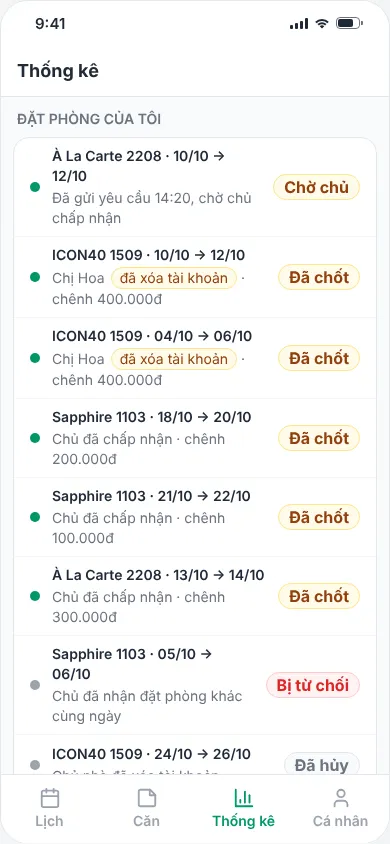 9:41
Thống kê
ĐẶT PHÒNG CỦA TÔI
À La Carte 2208 · 10/10 →
12/10
Đã gửi yêu cầu 14:20, chờ chủ
chấp nhận
Chờ chủ
ICON40 1509 · 10/10 → 12/10
Chị Hoa đã xóa tài khoản ·
chênh 400.000đ
Đã chốt
ICON40 1509 · 04/10 → 06/10
Chị Hoa đã xóa tài khoản ·
chênh 400.000đ
Đã chốt
Sapphire 1103 · 18/10 → 20/10
Chủ đã chấp nhận · chênh
200.000đ
Đã chốt
Sapphire 1103 · 21/10 → 22/10
Chủ đã chấp nhận · chênh
100.000đ
Đã chốt
À La Carte 2208 · 13/10 → 14/10
Chủ đã chấp nhận · chênh
300.000đ
Đã chốt
Sapphire 1103 · 05/10 →
06/10
Chủ đã nhận đặt phòng khác
cùng ngày
Bị từ chối
ICON40 1509 · 24/10 → 26/10
Đã hủy
Lịch
Căn
Thống kê
Cá nhân